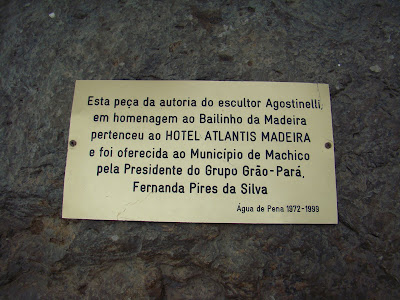 Esta peça da autoria do escultor Agostinelli,
em homenagem ao Bailinho da Madeira
pertenceu ao HOTEL ATLANTIS MADEIRA
e foi oferecida ao Município de Machico
pela Presidente do Grupo Grão-Pará,
Fernanda Pires da Silva
Água de Pena 1972-1999